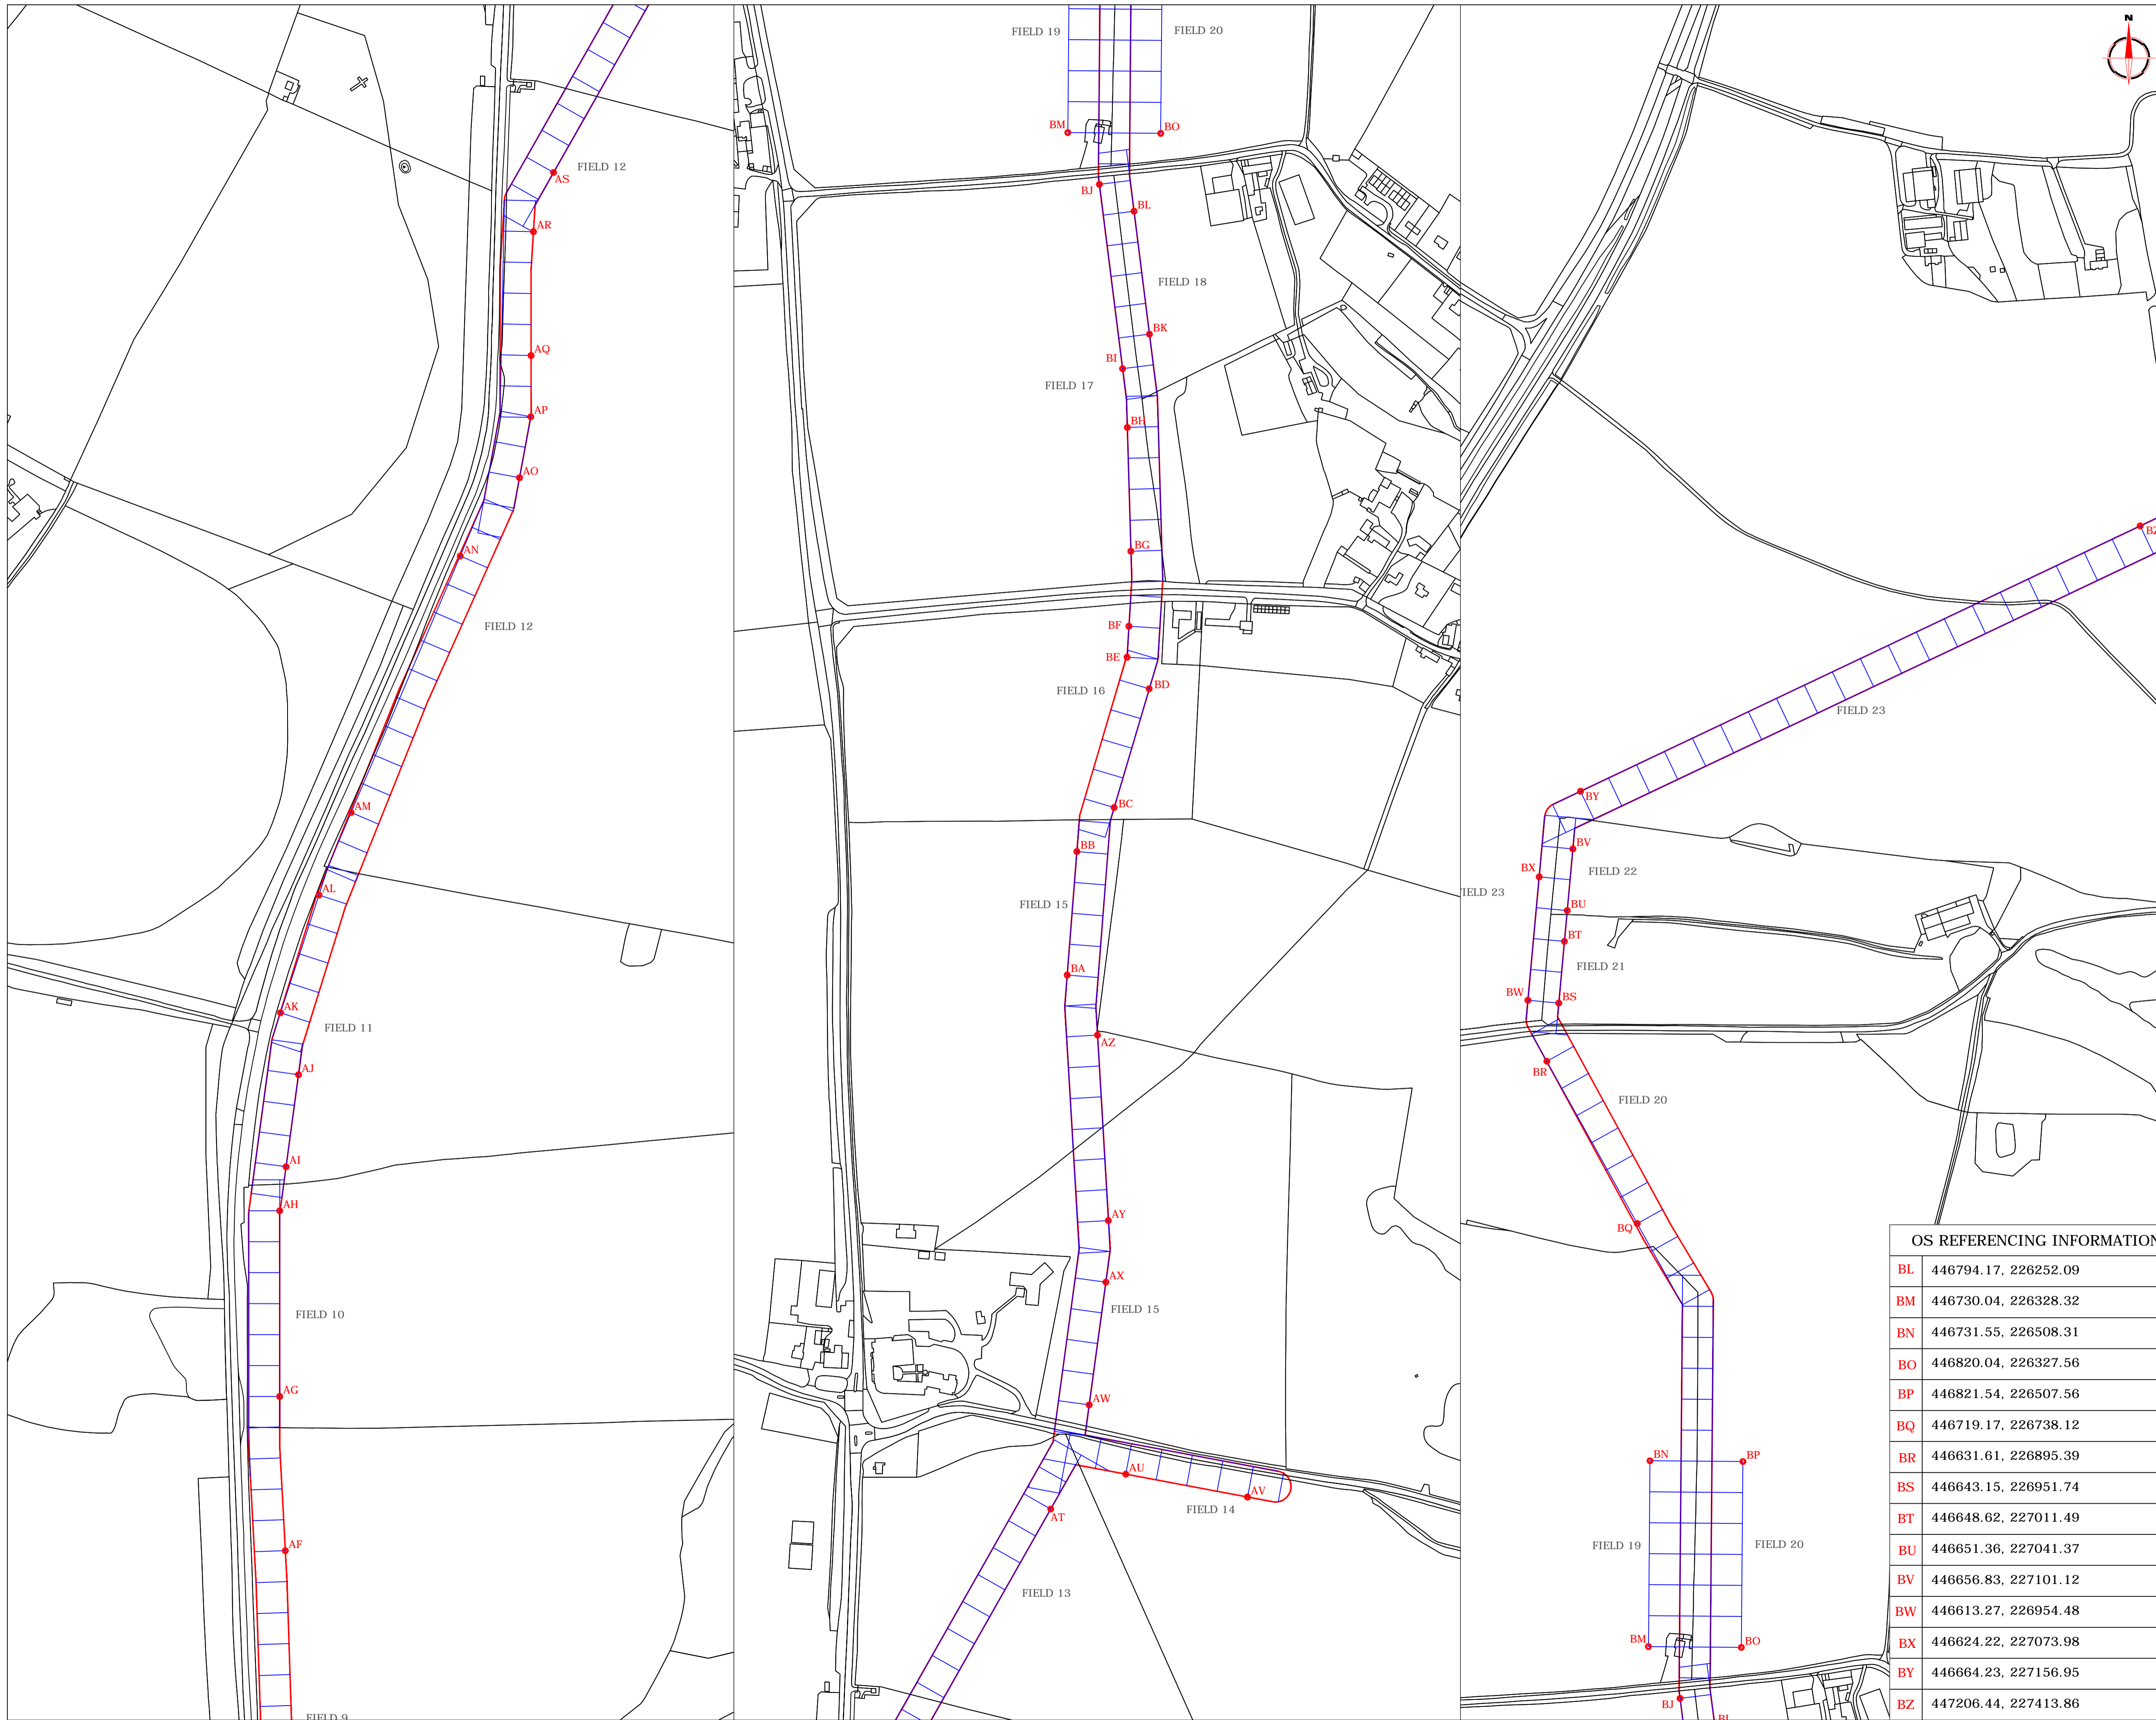 FIELD 12
AS
AR
AQ
AP
AO
AN
FIELD 12
AM
AL
AK
FIELD 11
AJ
AI
AH
FIELD 10
AG
AF
FIELD 9
FIELD 19
FIELD 20
BM
BO
BJ
BL
FIELD 18
BK
BI
FIELD 17
BH
BG
BF
BE
FIELD 16
BD
BC
BB
FIELD 15
BA
AZ
AY
AX
FIELD 15
AW
AU
AV
FIELD 14
AT
FIELD 13
N
BZ
FIELD 23
BY
BV
BX
FIELD 22
FIELD 23
BU
BT
FIELD 21
BW
BS
BR
FIELD 20
BQ
BN
BP
FIELD 19
FIELD 20
BM
BO
BJ
BL
OS REFERENCING INFORMATION
BL 446794.17, 226252.09
BM 446730.04, 226328.32
BN 446731.55, 226508.31
BO 446820.04, 226327.56
BP 446821.54, 226507.56
BQ 446719.17, 226738.12
BR 446631.61, 226895.39
BS 446643.15, 226951.74
BT 446648.62, 227011.49
BU 446651.36, 227041.37
BV 446656.83, 227101.12
BW 446613.27, 226954.48
BX 446624.22, 227073.98
BY 446664.23, 227156.95
BZ 447206.44, 227413.86